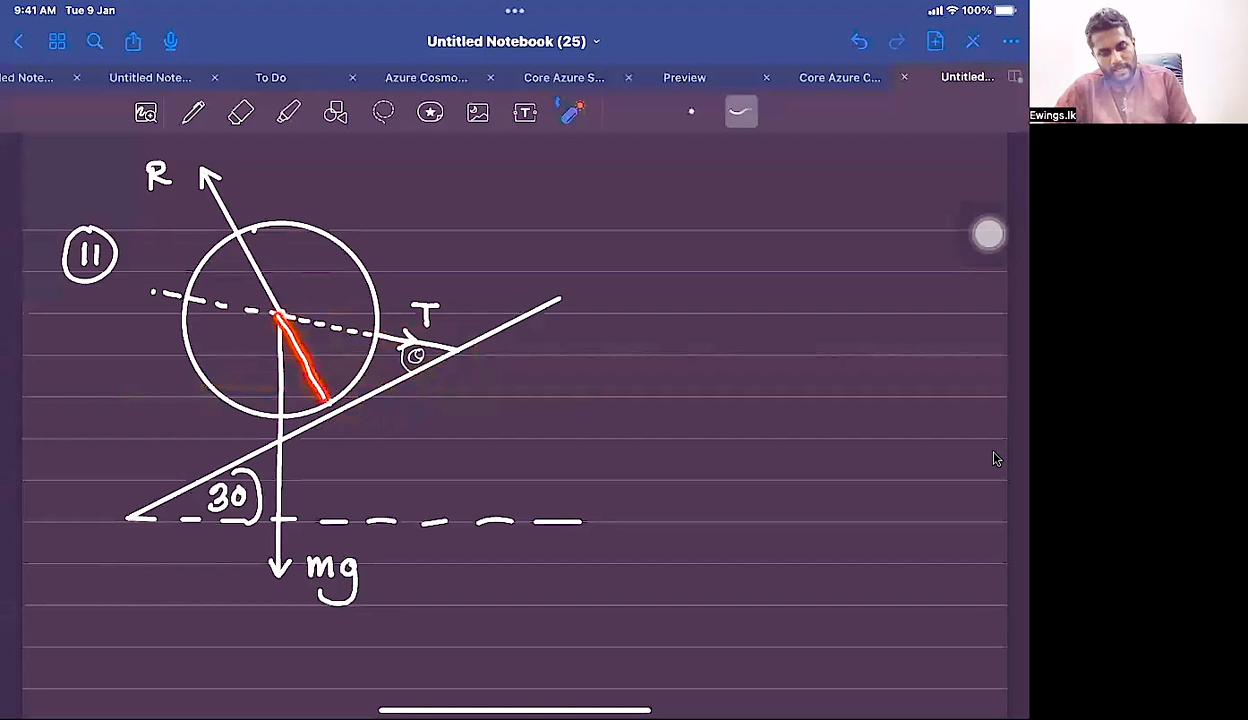 9:41 AM Tue 9 Jan
100%
Untitled Notebook (25)
led Note...
Untitled Note...
To Do
Azure Cosmo...
Core Azure S...
Preview
Core Azure C...
Untitled...
T
Ewings.lk
R
11
T
θ
30
mg